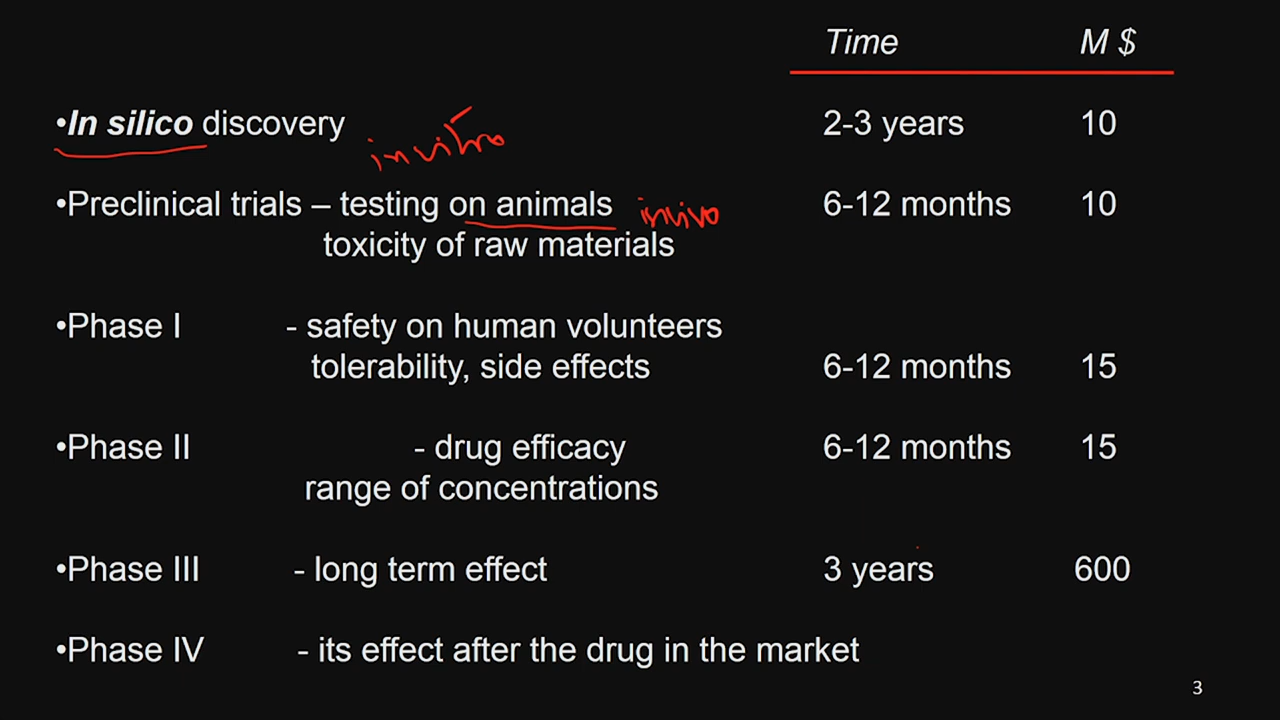 Time M $
•In silico discovery 2-3 years 10
in vitro
•Preclinical trials – testing on animals in vivo 6-12 months 10
toxicity of raw materials
•Phase I - safety on human volunteers
tolerability, side effects 6-12 months 15
•Phase II - drug efficacy 6-12 months 15
range of concentrations
•Phase III - long term effect 3 years 600
•Phase IV - its effect after the drug in the market
3